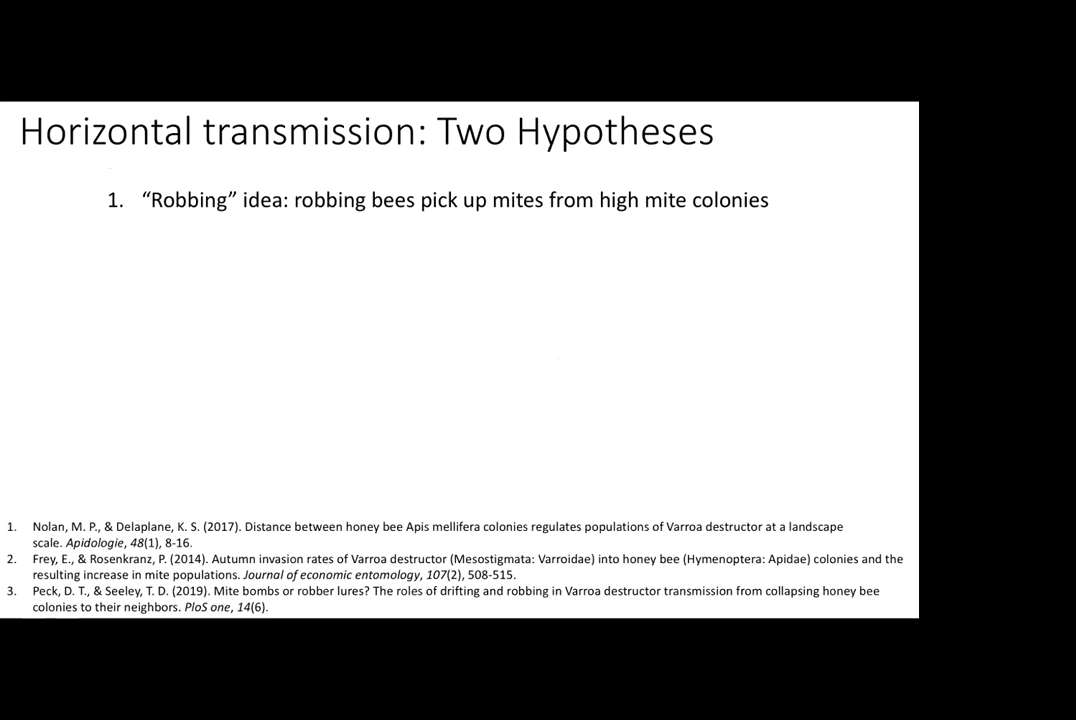 Horizontal transmission: Two Hypotheses
1. “Robbing” idea: robbing bees pick up mites from high mite colonies
1. Nolan, M. P., & Delaplane, K. S. (2017). Distance between honey bee Apis mellifera colonies regulates populations of Varroa destructor at a landscape
scale. Apidologie, 48(1), 8-16.
2. Frey, E., & Rosenkranz, P. (2014). Autumn invasion rates of Varroa destructor (Mesostigmata: Varroidae) into honey bee (Hymenoptera: Apidae) colonies and the
resulting increase in mite populations. Journal of economic entomology, 107(2), 508-515.
3. Peck, D. T., & Seeley, T. D. (2019). Mite bombs or robber lures? The roles of drifting and robbing in Varroa destructor transmission from collapsing honey bee
colonies to their neighbors. PloS one, 14(6).